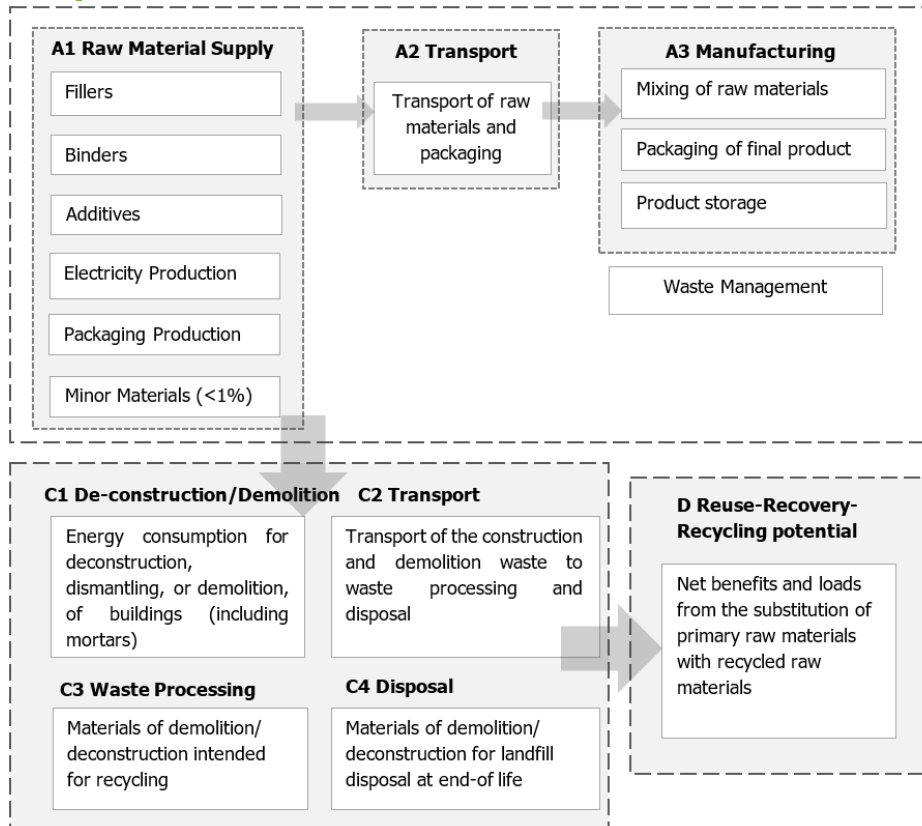 A1 Raw Material Supply
Fillers
Binders
Additives
Electricity Production
Packaging Production
Minor Materials (<1%)
A2 Transport
Transport of raw
materials and
packaging
A3 Manufacturing
Mixing of raw materials
Packaging of final product
Product storage
Waste Management
C1 De-construction/Demolition
Energy consumption for
deconstruction,
dismantling, or demolition,
of buildings (including
mortars)
C2 Transport
Transport of the construction
and demolition waste to
waste processing and
disposal
C3 Waste Processing
Materials of demolition/
deconstruction intended
for recycling
C4 Disposal
Materials of demolition/
deconstruction for landfill
disposal at end-of life
D Reuse-Recovery-
Recycling potential
Net benefits and loads
from the substitution of
primary raw materials
with recycled raw
materials